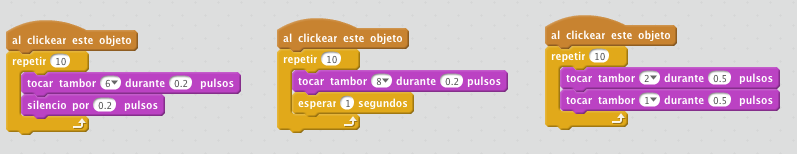 al clickear este objeto
repetir 10
tocar tambor 6 durante 0.2 pulsos
silencio por 0.2 pulsos
al clickear este objeto
repetir 10
tocar tambor 8 durante 0.2 pulsos
esperar 1 segundos
al clickear este objeto
repetir 10
tocar tambor 2 durante 0.5 pulsos
tocar tambor 1 durante 0.5 pulsos